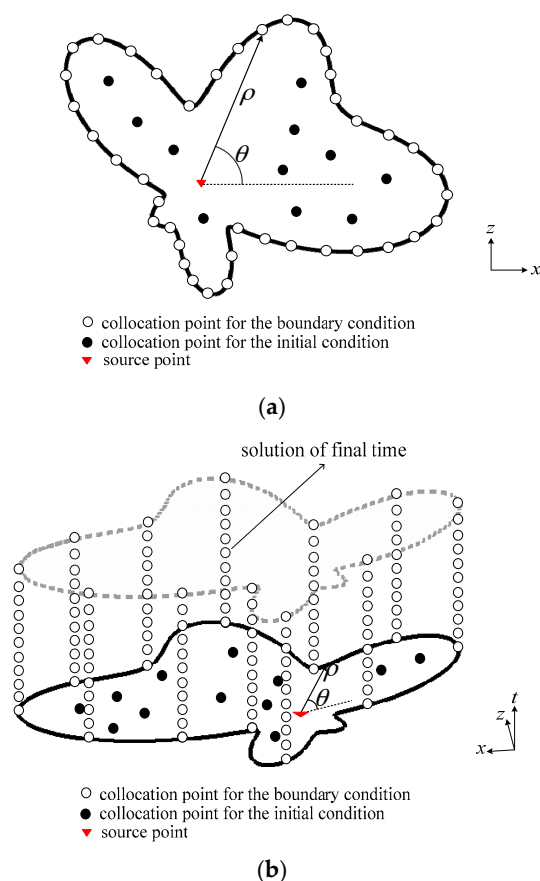 ρ
θ
z
x
collocation point for the boundary condition
collocation point for the initial condition
source point
(a)
solution of final time
ρ
θ
t
z
x
collocation point for the boundary condition
collocation point for the initial condition
source point
(b)